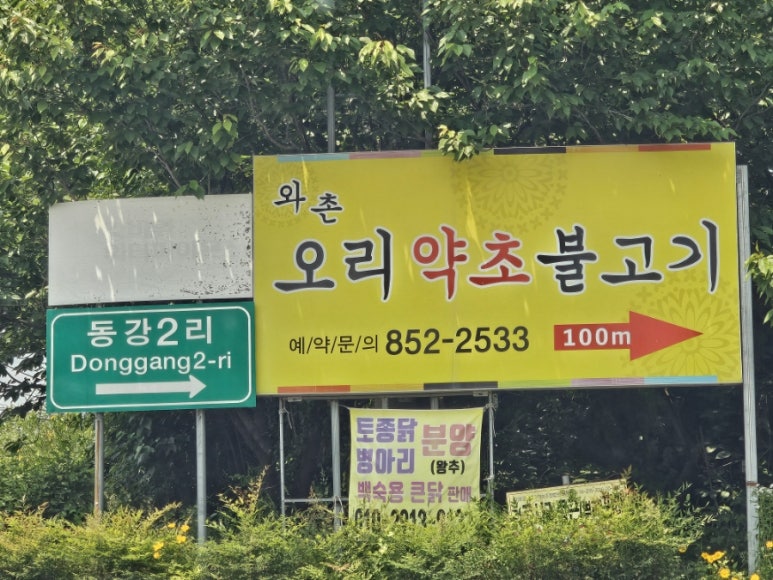 와촌
오리약초불고기
예/약/문/의 852-2533
100m
동강2리
Donggang2-ri
토종닭
병아리
분양
(왕추)
백숙용 큰닭 판매